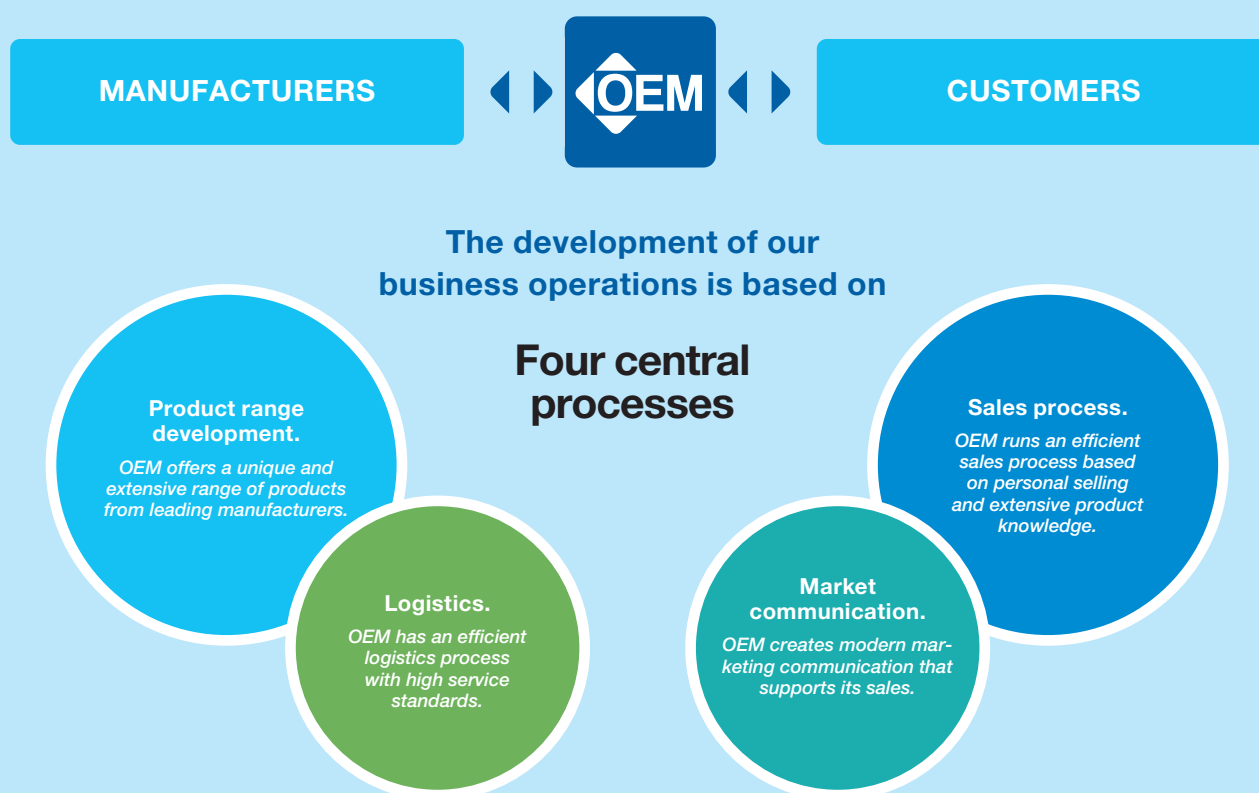 MANUFACTURERS
OEM
CUSTOMERS
The development of our
business operations is based on
Four central
processes
Product range
development.
OEM offers a unique and
extensive range of products
from leading manufacturers.
Logistics.
OEM has an efficient
logistics process
with high service
standards.
Market
communication.
OEM creates modern mar-
keting communication that
supports its sales.
Sales process.
OEM runs an efficient
sales process based
on personal selling
and extensive product
knowledge.